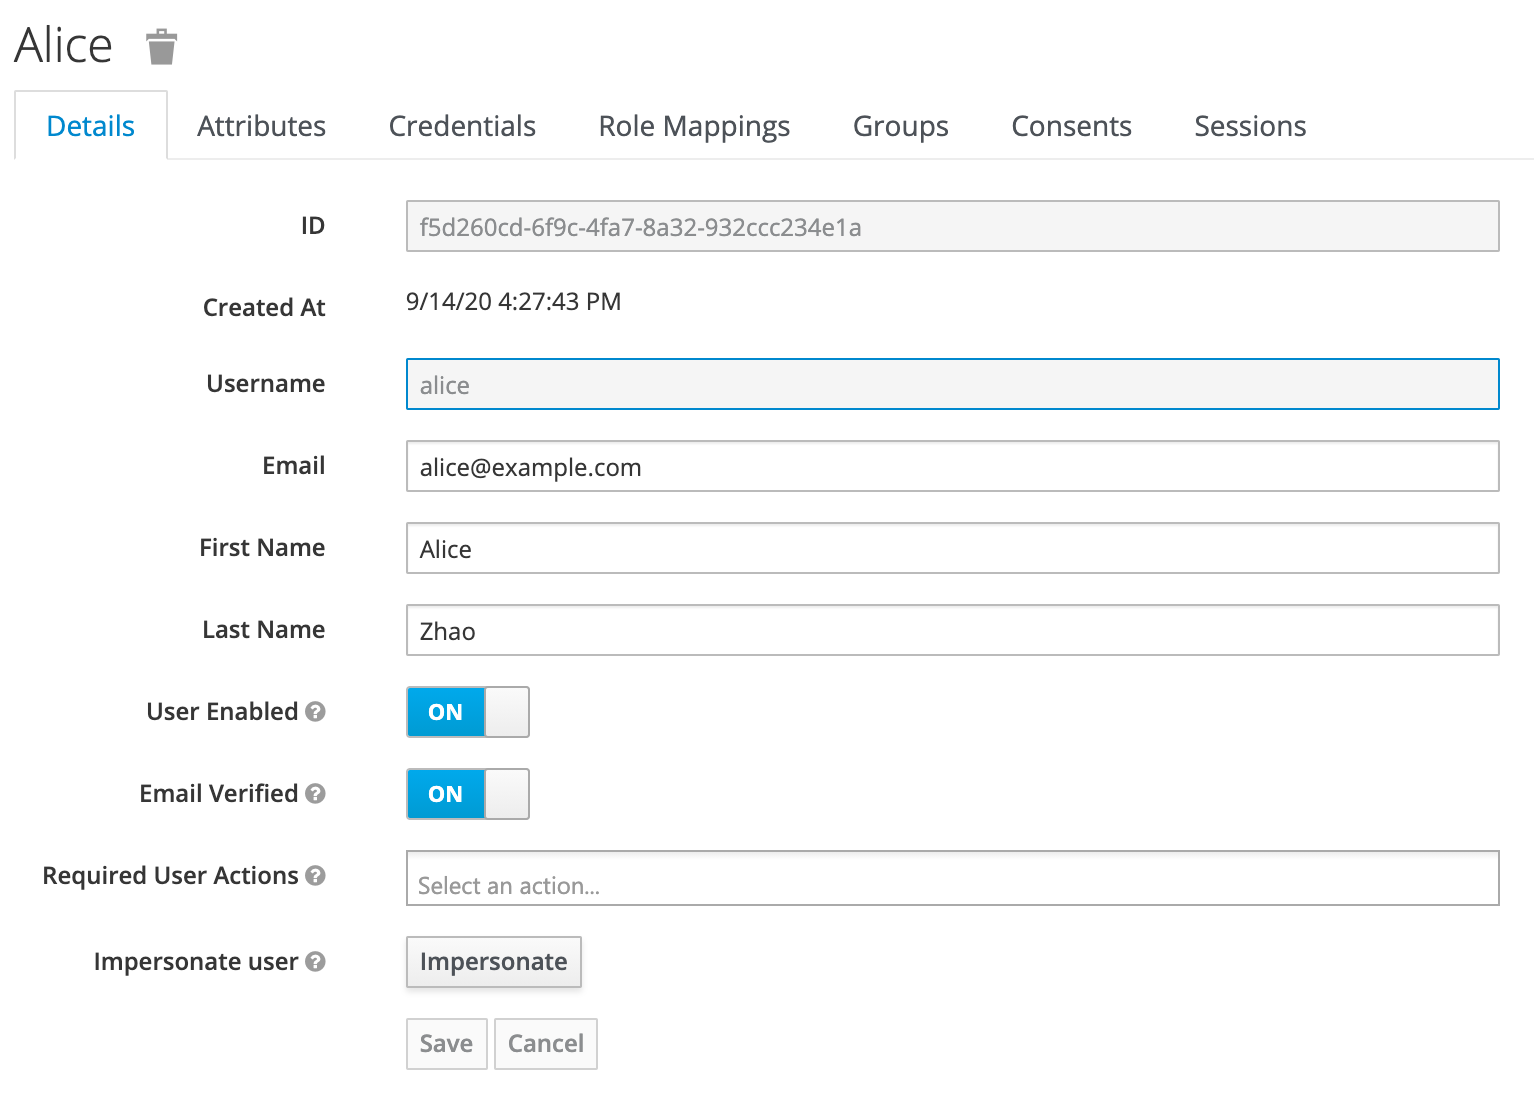 Alice
Details Attributes Credentials Role Mappings Groups Consents Sessions
ID f5d260cd-6f9c-4fa7-8a32-932ccc234e1a
Created At 9/14/20 4:27:43 PM
Username alice
Email alice@example.com
First Name Alice
Last Name Zhao
User Enabled ? ON
Email Verified ? ON
Required User Actions ? Select an action...
Impersonate user ? Impersonate
Save Cancel